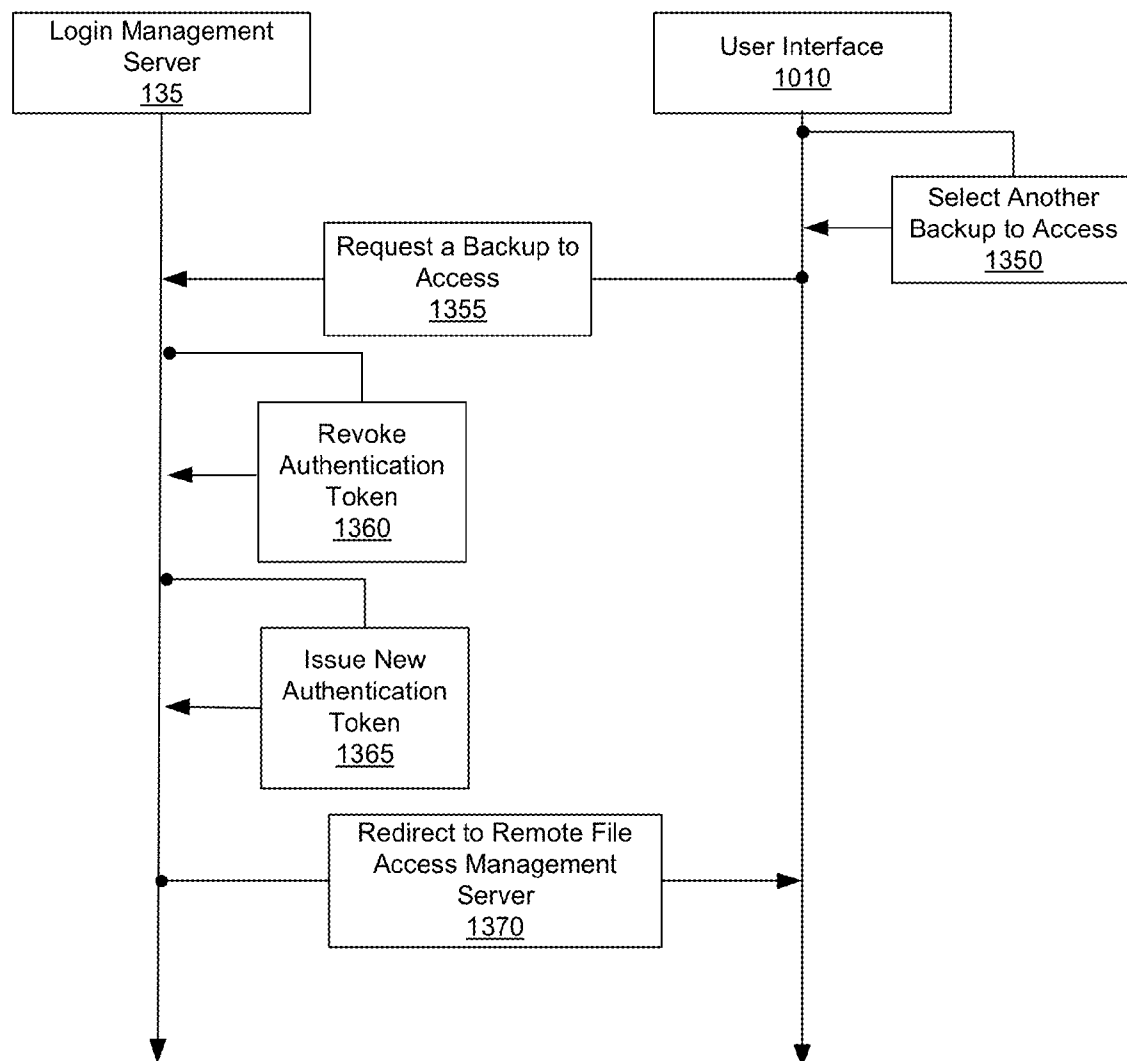 Login Management
Server
135
User Interface
1010
Select Another
Backup to Access
1350
Request a Backup to
Access
1355
Revoke
Authentication
Token
1360
Issue New
Authentication
Token
1365
Redirect to Remote File
Access Management
Server
1370